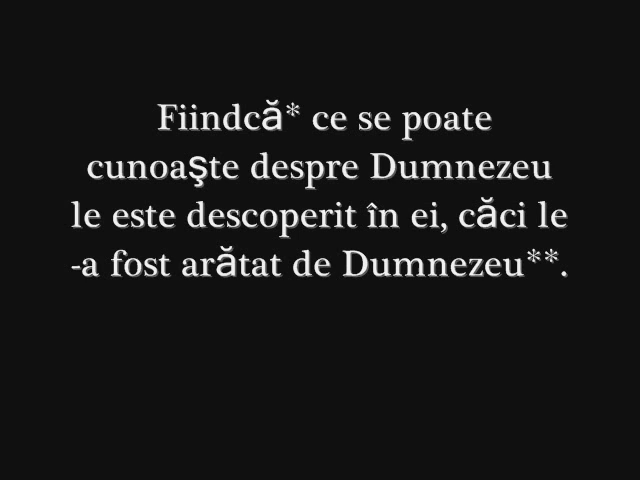 Fiindcă* ce se poate
cunoaşte despre Dumnezeu
le este descoperit în ei, căci le
-a fost arătat de Dumnezeu**.